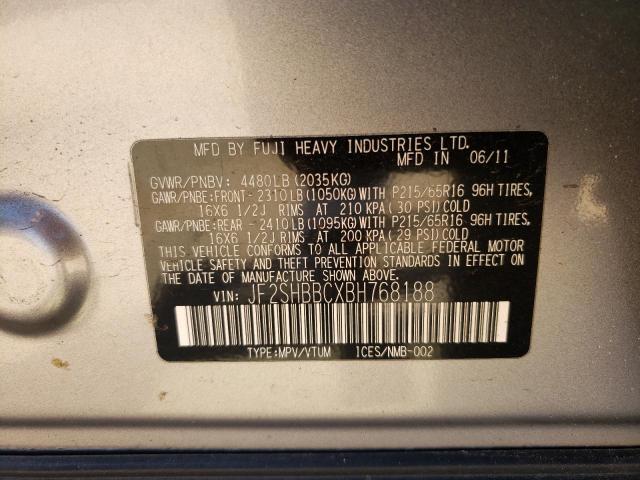 MFD BY FUJI HEAVY INDUSTRIES LTD.
MFD IN 06/11
GVWR/PNBV: 4480LB(2035KG)
GAWR/PNBE:FRONT-2310LB(1050KG)WITH P215/65R16 96H TIRES,
16X6 1/2J RIMS AT 210 KPA(30 PSI)COLD
GAWR/PNBE:REAR -2410LB(1095KG)WITH P215/65R16 96H TIRES,
16X6 1/2J RIMS AT 200 KPA(29 PSI)COLD
THIS VEHICLE CONFORMS TO ALL APPLICABLE FEDERAL MOTOR
VEHICLE SAFETY AND THEFT PREVENTION STANDARDS IN EFFECT ON
THE DATE OF MANUFACTURE SHOWN ABOVE.
VIN: JF2SHBBCXBH768188
TYPE:MPV/VTUM ICES/NMB-002